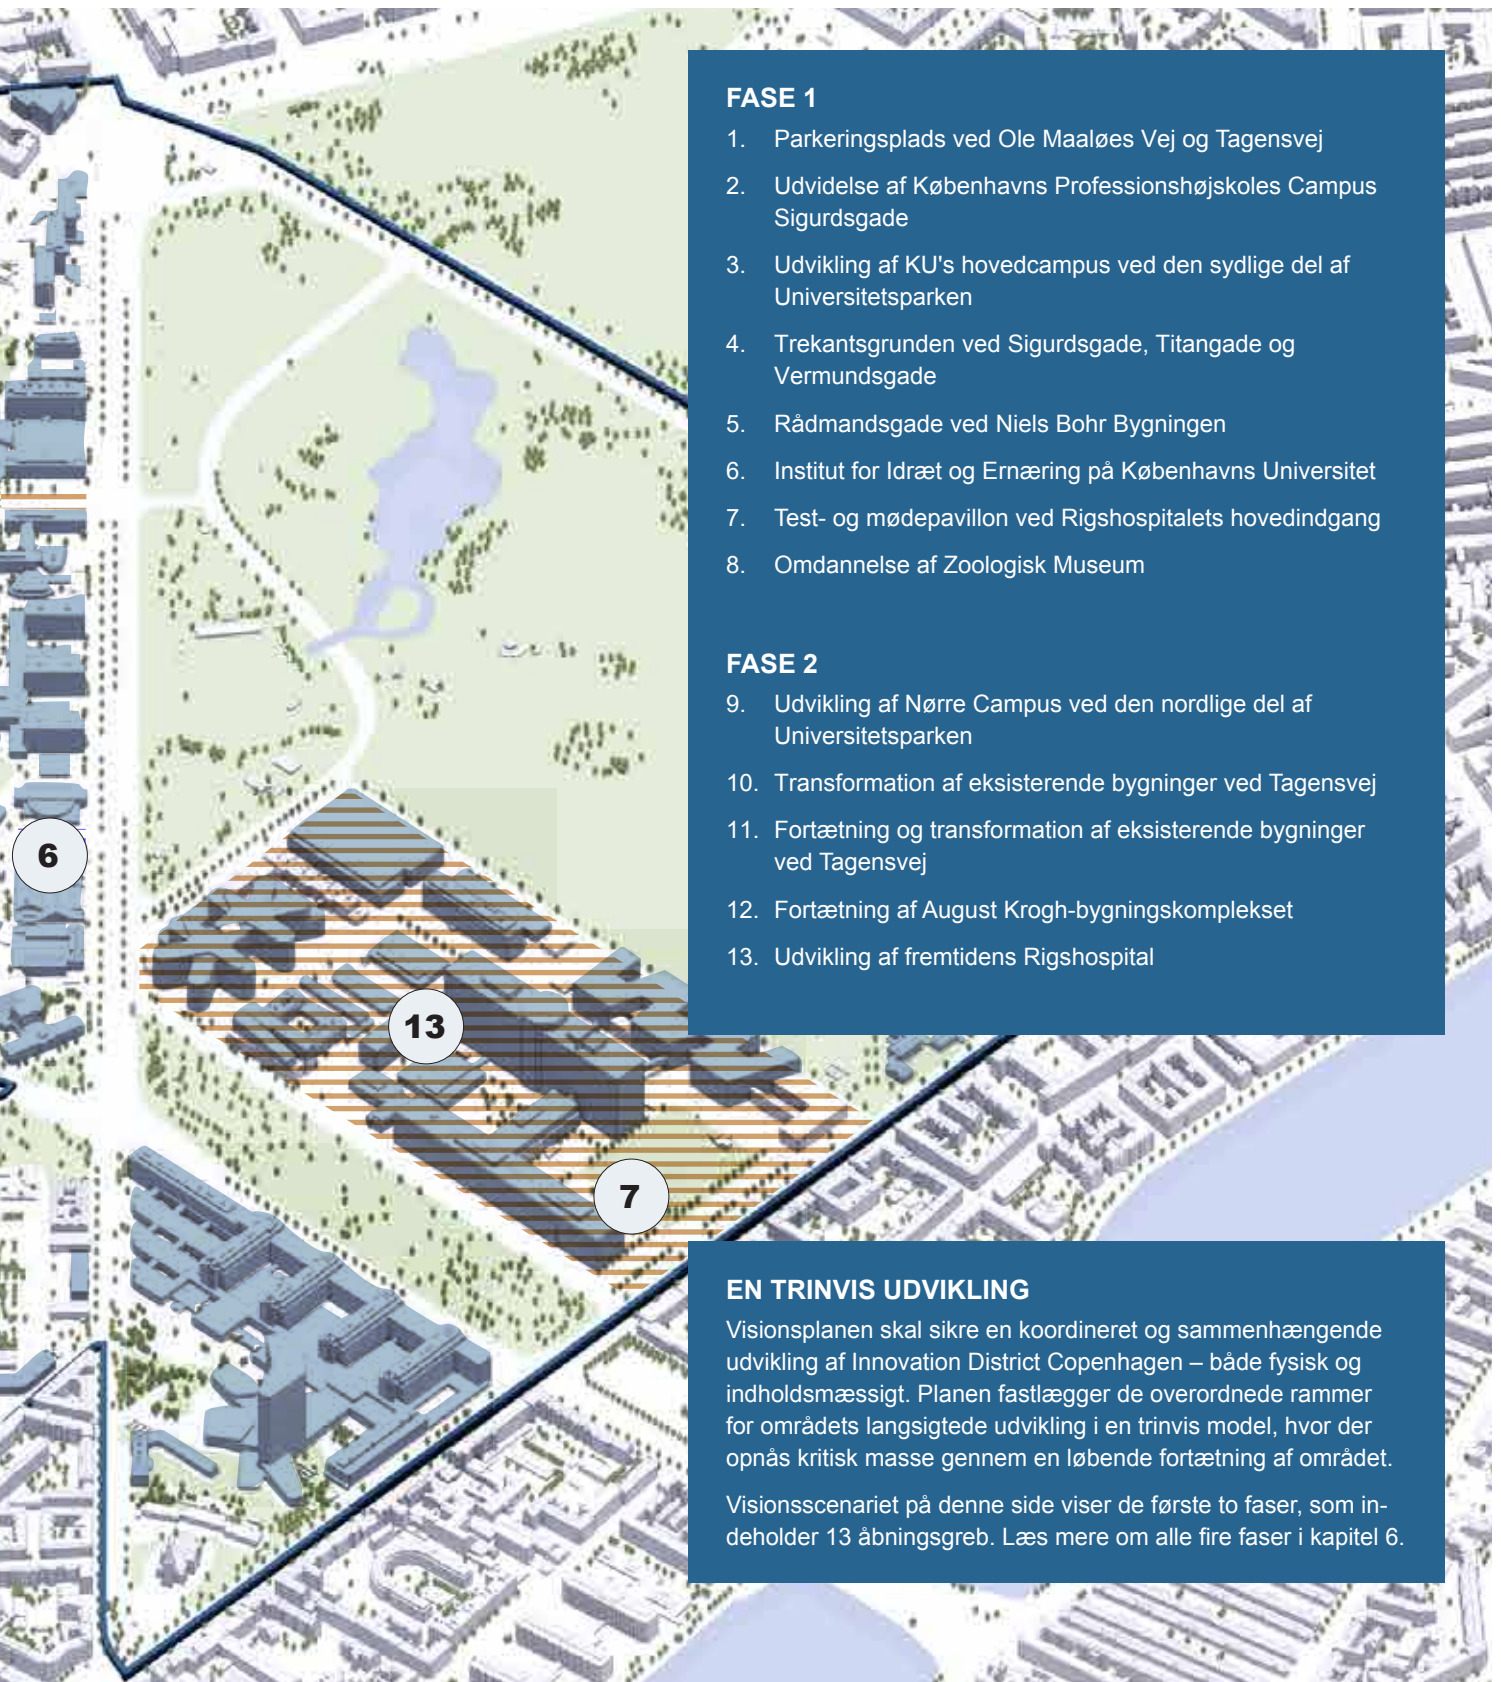 FASE 1
1. Parkeringsplads ved Ole Maaløes Vej og Tagensvej
2. Udvidelse af Københavns Professionshøjskoles Campus
Sigurdsgade
3. Udvikling af KU's hovedcampus ved den sydlige del af
Universitetsparken
4. Trekantsgrunden ved Sigurdsgade, Titangade og
Vermundsgade
5. Rådmandsgade ved Niels Bohr Bygningen
6. Institut for Idræt og Ernæring på Københavns Universitet
7. Test- og mødepavillon ved Rigshospitalets hovedindgang
8. Omdannelse af Zoologisk Museum
FASE 2
9. Udvikling af Nørre Campus ved den nordlige del af
Universitetsparken
10. Transformation af eksisterende bygninger ved Tagensvej
11. Fortætning og transformation af eksisterende bygninger
ved Tagensvej
12. Fortætning af August Krogh-bygningskomplekset
13. Udvikling af fremtidens Rigshospital
6
13
7
EN TRINVIS UDVIKLING
Visionsplanen skal sikre en koordineret og sammenhængende
udvikling af Innovation District Copenhagen – både fysisk og
indholdsmæssigt. Planen fastlægger de overordnede rammer
for områdets langsigtede udvikling i en trinvis model, hvor der
opnås kritisk masse gennem en løbende fortætning af området.
Visionsscenariet på denne side viser de første to faser, som in-
deholder 13 åbningsgreb. Læs mere om alle fire faser i kapitel 6.